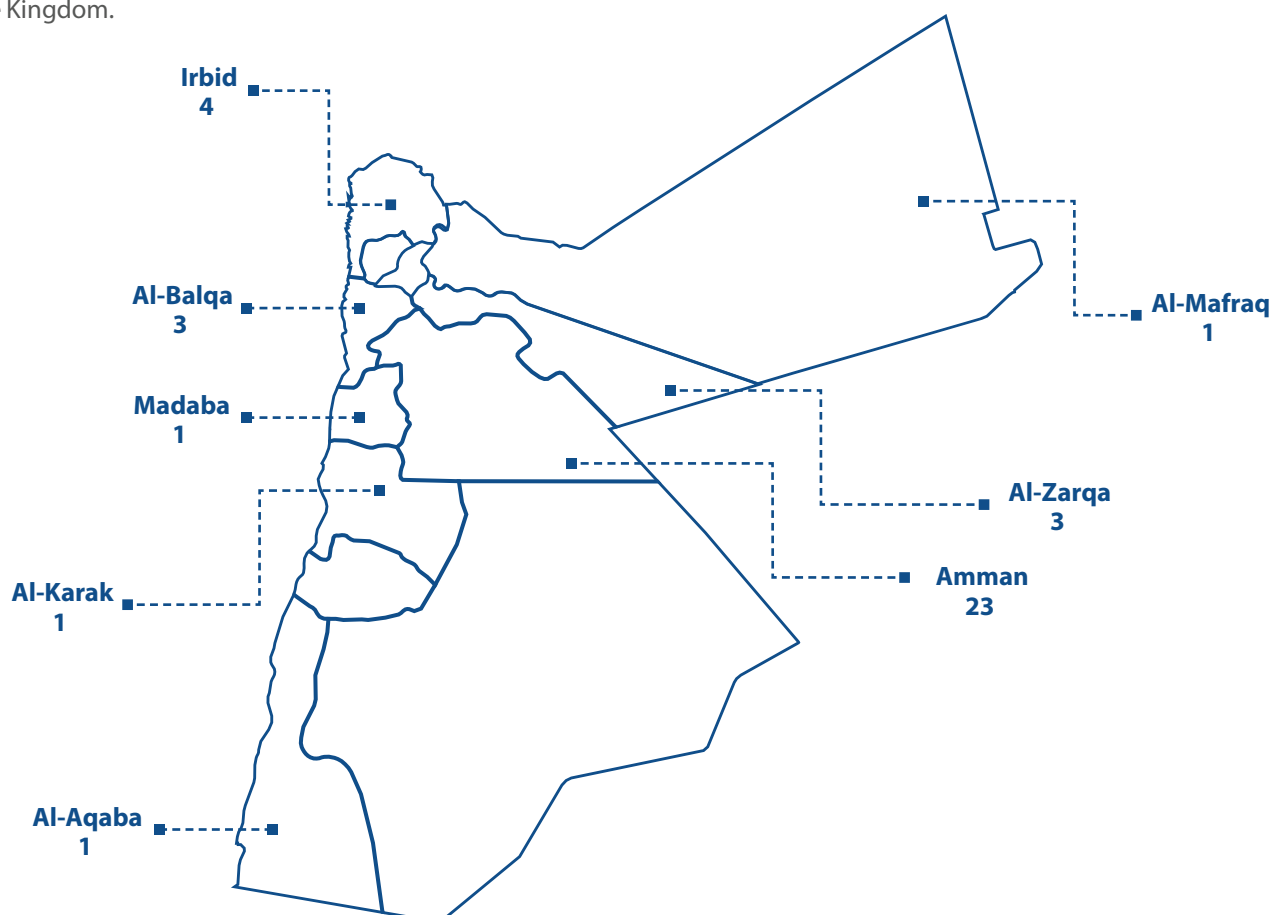 Kingdom.
Irbid
4
Al-Balqa
3
Al-Mafraq
1
Madaba
1
Al-Zarqa
3
Amman
23
Al-Karak
1
Al-Aqaba
1